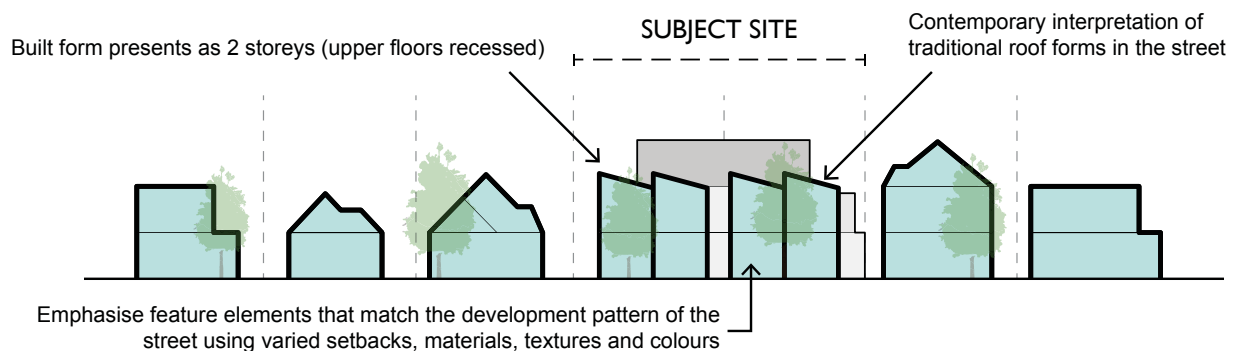 SUBJECT SITE
Contemporary interpretation of
traditional roof forms in the street
Built form presents as 2 storeys (upper floors recessed)
Emphasise feature elements that match the development pattern of the
street using varied setbacks, materials, textures and colours